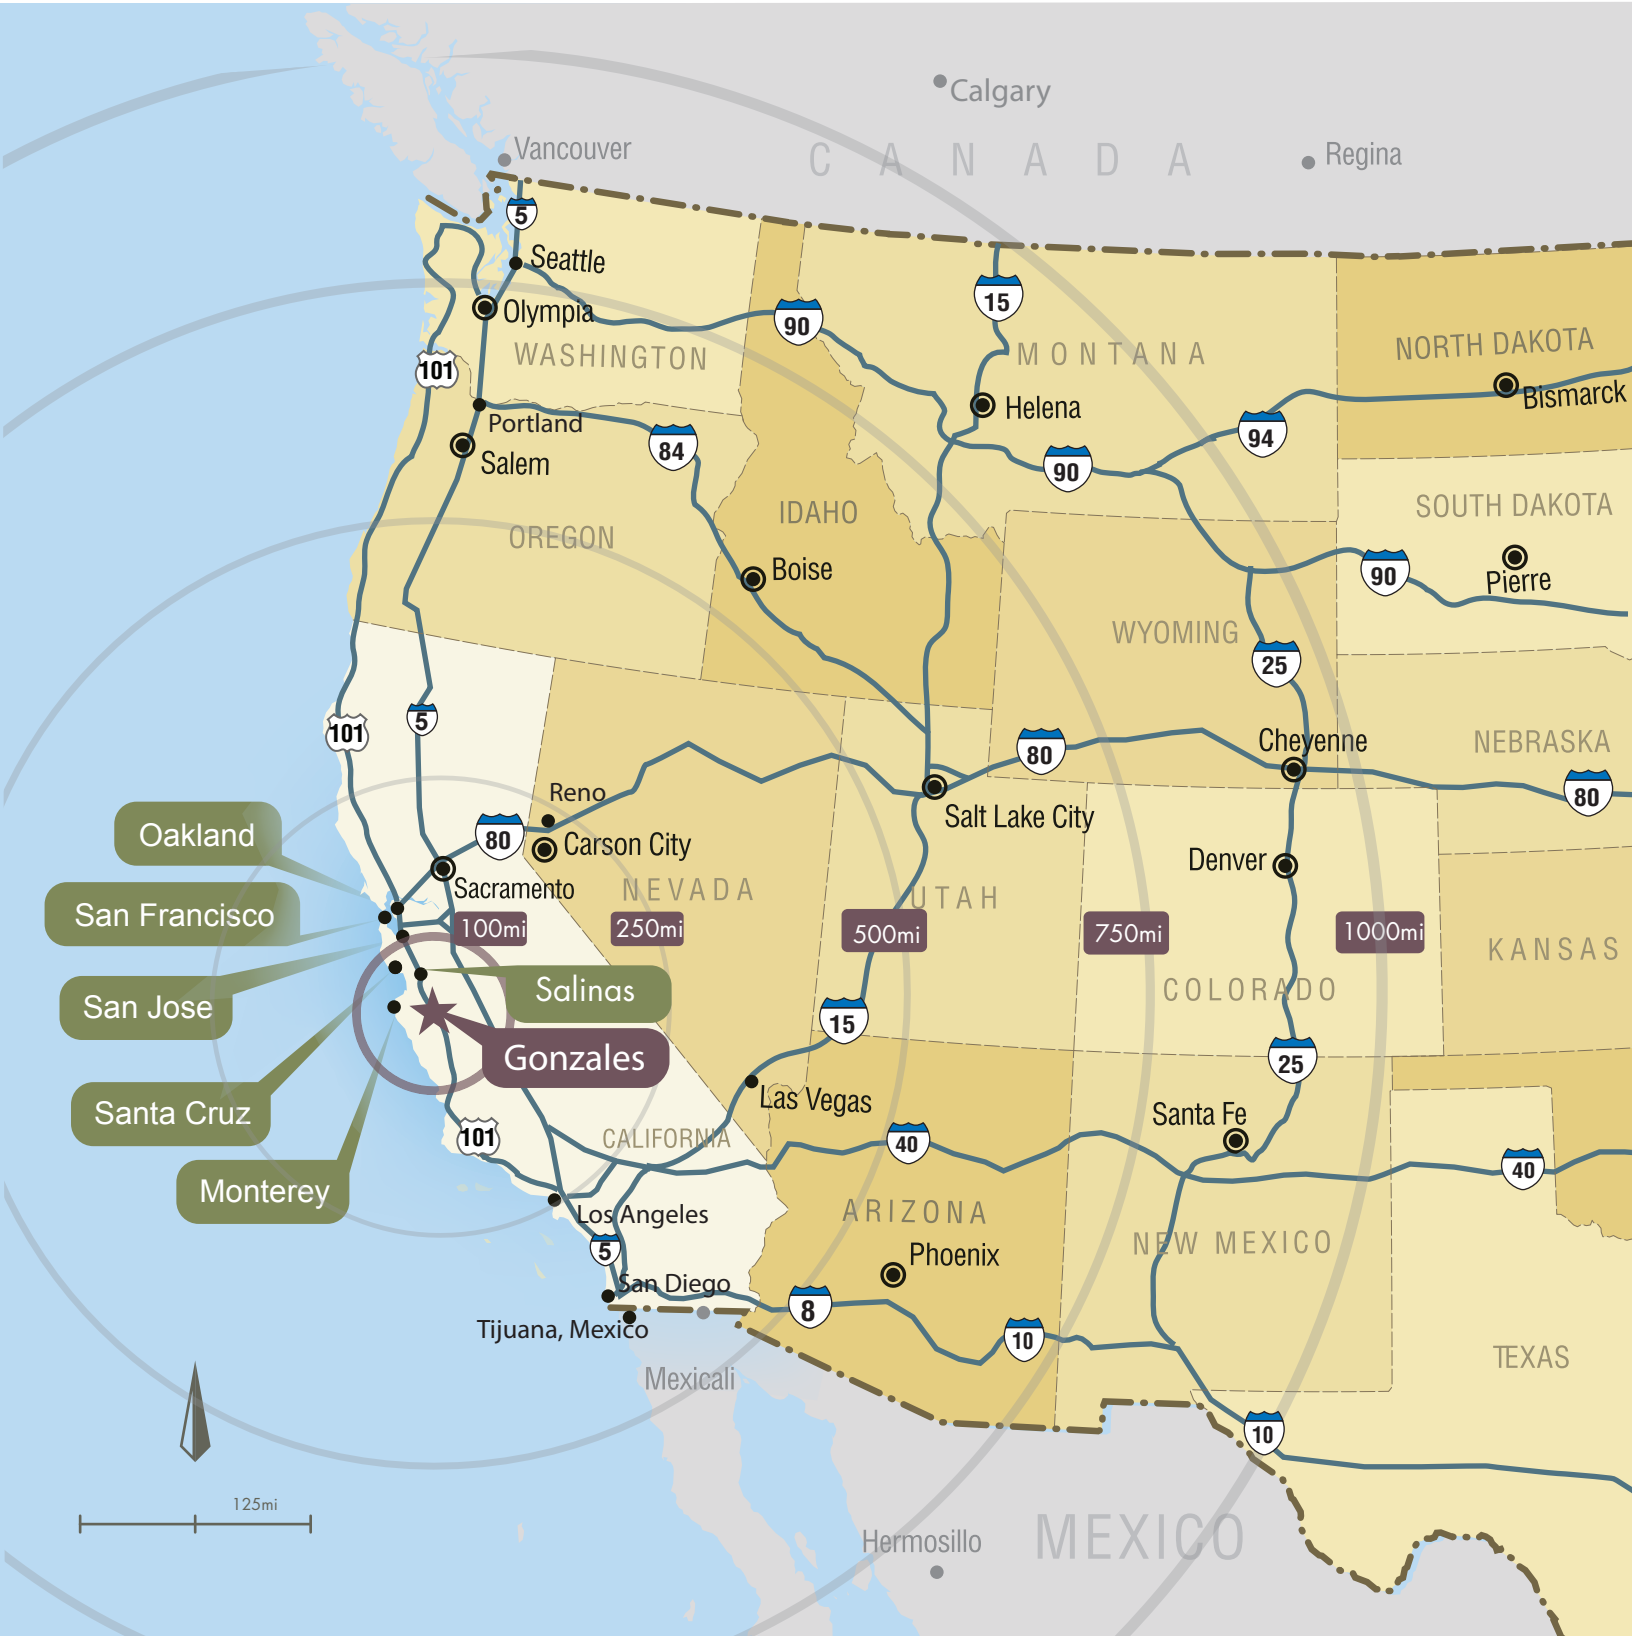 Calgary
Vancouver
CANADA
Regina
5
Seattle
15
90
Olympia
WASHINGTON
MONTANA
NORTH DAKOTA
101
Bismarck
Helena
Portland
84
94
Salem
90
IDAHO
SOUTH DAKOTA
OREGON
Boise
90
Pierre
WYOMING
25
101
5
80
Cheyenne
NEBRASKA
Reno
80
Oakland
80
Carson City
Salt Lake City
Denver
Sacramento
NEVADA
UTAH
San Francisco
100mi
250mi
500mi
750mi
1000mi
KANSAS
Salinas
COLORADO
San Jose
15
Gonzales
25
Las Vegas
Santa Fe
Santa Cruz
101
CALIFORNIA
40
40
Monterey
Los Angeles
ARIZONA
NEW MEXICO
5
Phoenix
San Diego
8
Tijuana, Mexico
10
TEXAS
Mexicali
10
125mi
Hermosillo
MEXICO